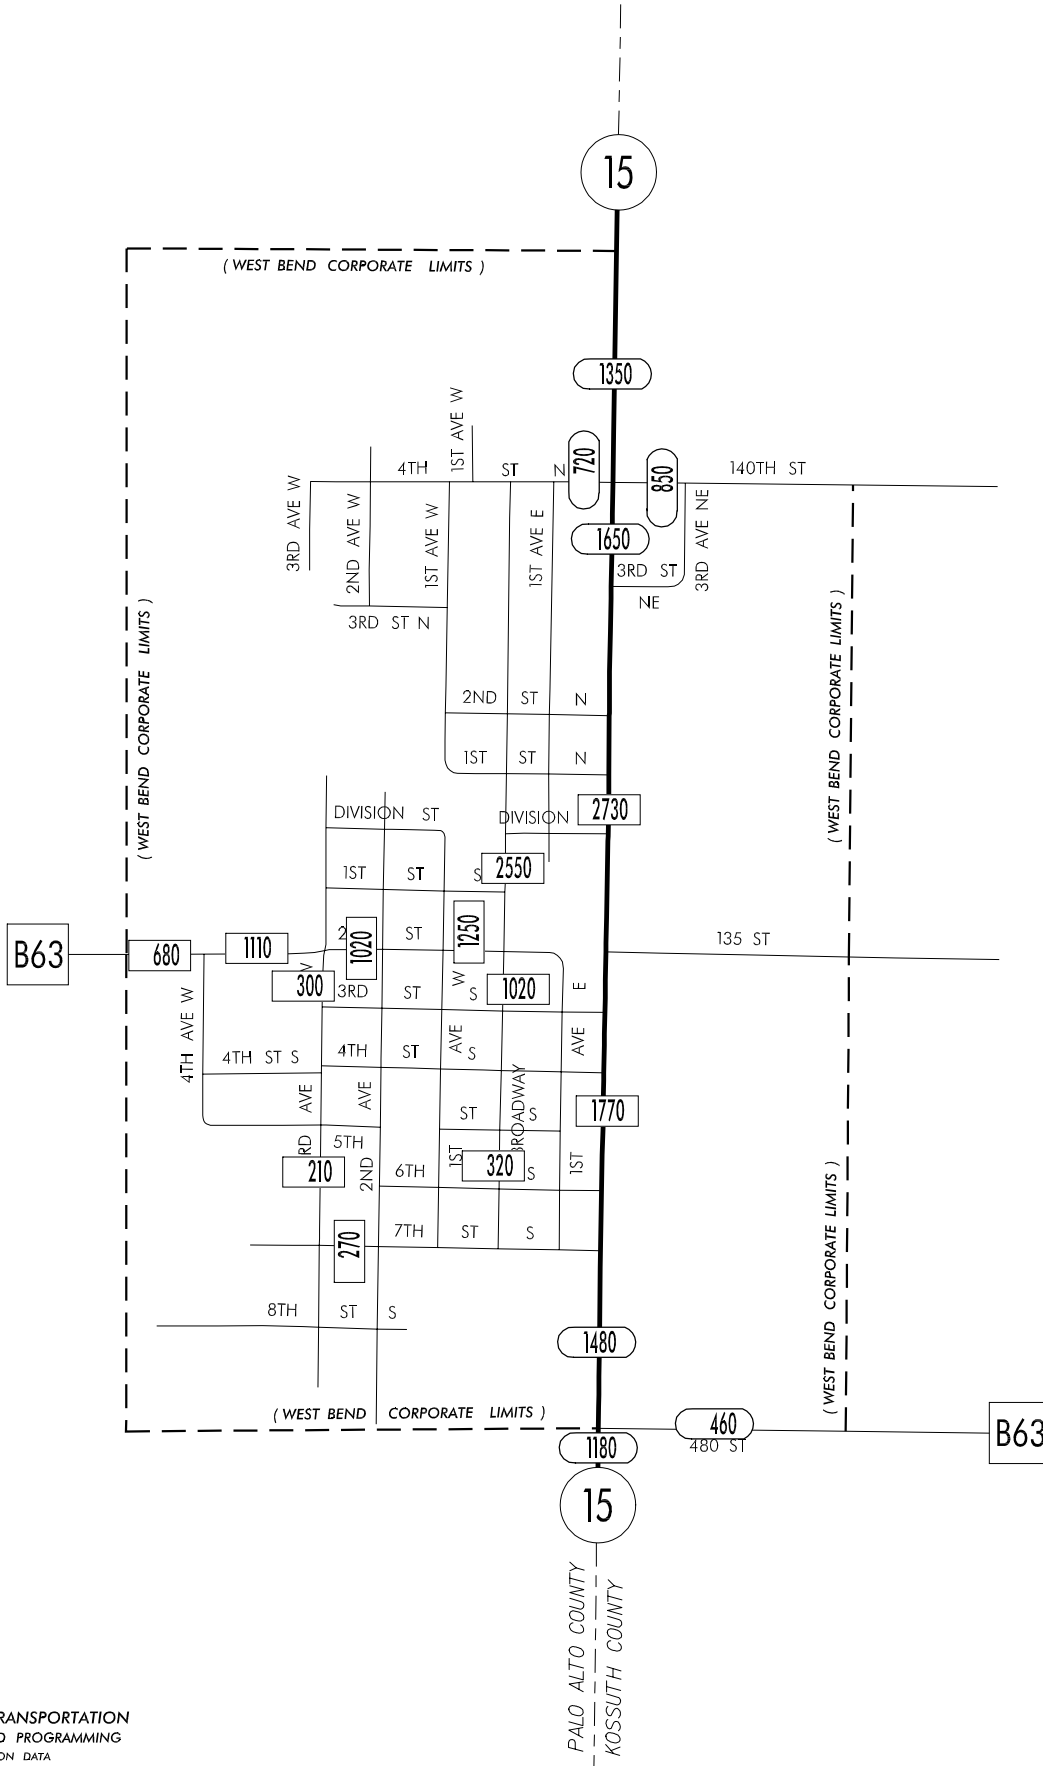 15
( WEST BEND CORPORATE LIMITS )
1350
1ST AVE W
4TH ST N
720
850
140TH ST
3RD AVE W
2ND AVE W
1ST AVE W
1ST AVE E
1650
3RD AVE NE
3RD ST
NE
3RD ST N
( WEST BEND CORPORATE LIMITS )
( WEST BEND CORPORATE LIMITS )
2ND ST N
1ST ST N
2730
DIVISION ST
DIVISION
1ST ST S
2550
B63
680
1110
2 ST
1020
1250
135 ST
300
W
3RD ST S
W
1020
E
4TH AVE W
4TH ST S
4TH ST S
AVE
AVE
AVE
AVE
ROADWAY
1770
ST S
RD
5TH
210
2ND
6TH
1ST
320
S
1ST
( WEST BEND CORPORATE LIMITS )
270
7TH ST S
8TH ST S
1480
( WEST BEND CORPORATE LIMITS )
460
480 ST
B63
1180
15
PALO ALTO COUNTY
KOSSUTH COUNTY
RANSPORTATION
PROGRAMMING
ON DATA